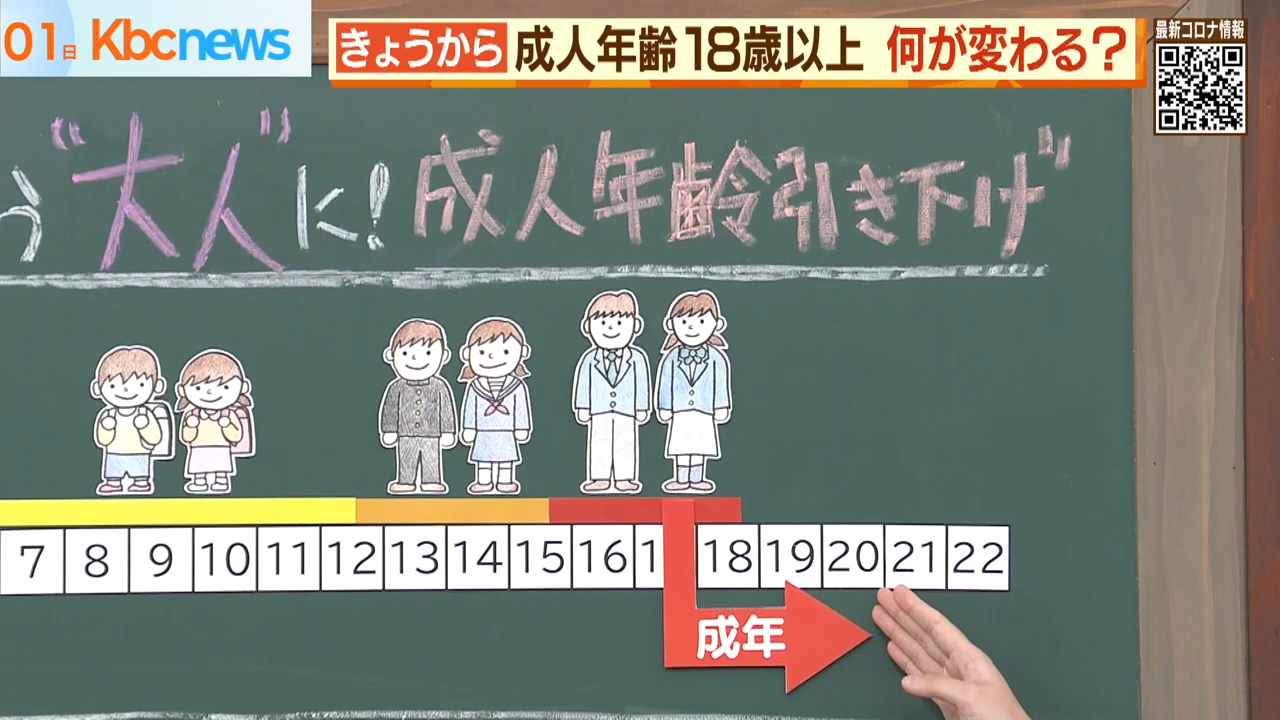 01日 Kbcnews
きょうから 成人年齢18歳以上 何が変わる?
最新コロナ情報
う"大人"に! 成人年齢引き下げ"
7 8 9 10 11 12 13 14 15 16 1 18 19 20 21 22
成年